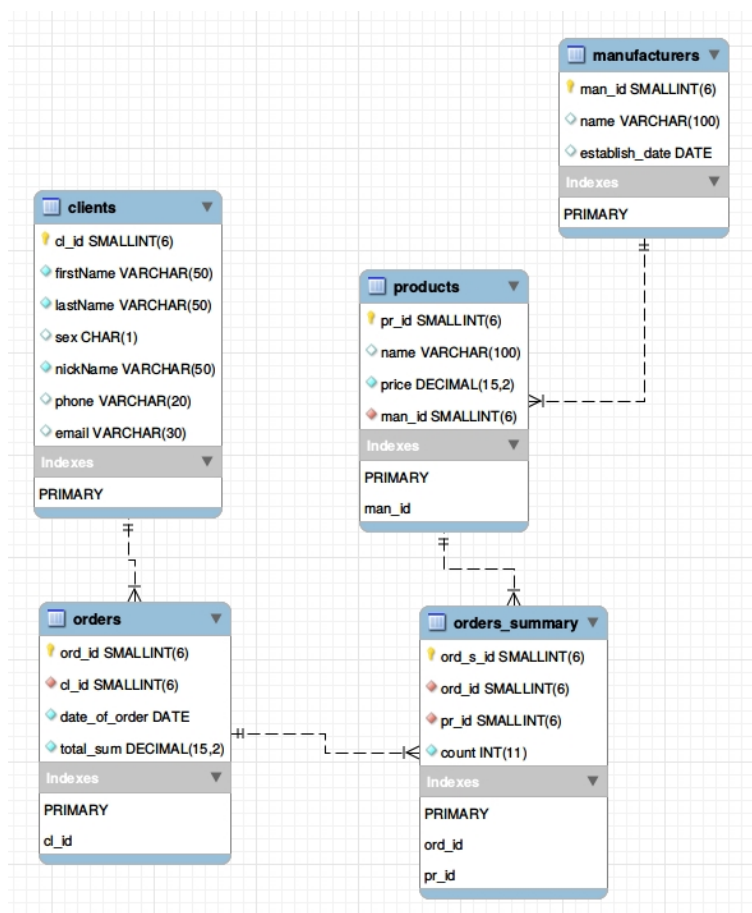 manufacturers
man_id SMALLINT(6)
name VARCHAR(100)
establish_date DATE
Indexes
PRIMARY
clients
cl_id SMALLINT(6)
firstName VARCHAR(50)
lastName VARCHAR(50)
sex CHAR(1)
nickName VARCHAR(50)
phone VARCHAR(20)
email VARCHAR(30)
Indexes
PRIMARY
products
pr_id SMALLINT(6)
name VARCHAR(100)
price DECIMAL(15,2)
man_id SMALLINT(6)
Indexes
PRIMARY
man_id
orders
ord_id SMALLINT(6)
cl_id SMALLINT(6)
date_of_order DATE
total_sum DECIMAL(15,2)
Indexes
PRIMARY
cl_id
orders_summary
ord_s_id SMALLINT(6)
ord_id SMALLINT(6)
pr_id SMALLINT(6)
count INT(11)
Indexes
PRIMARY
ord_id
pr_id